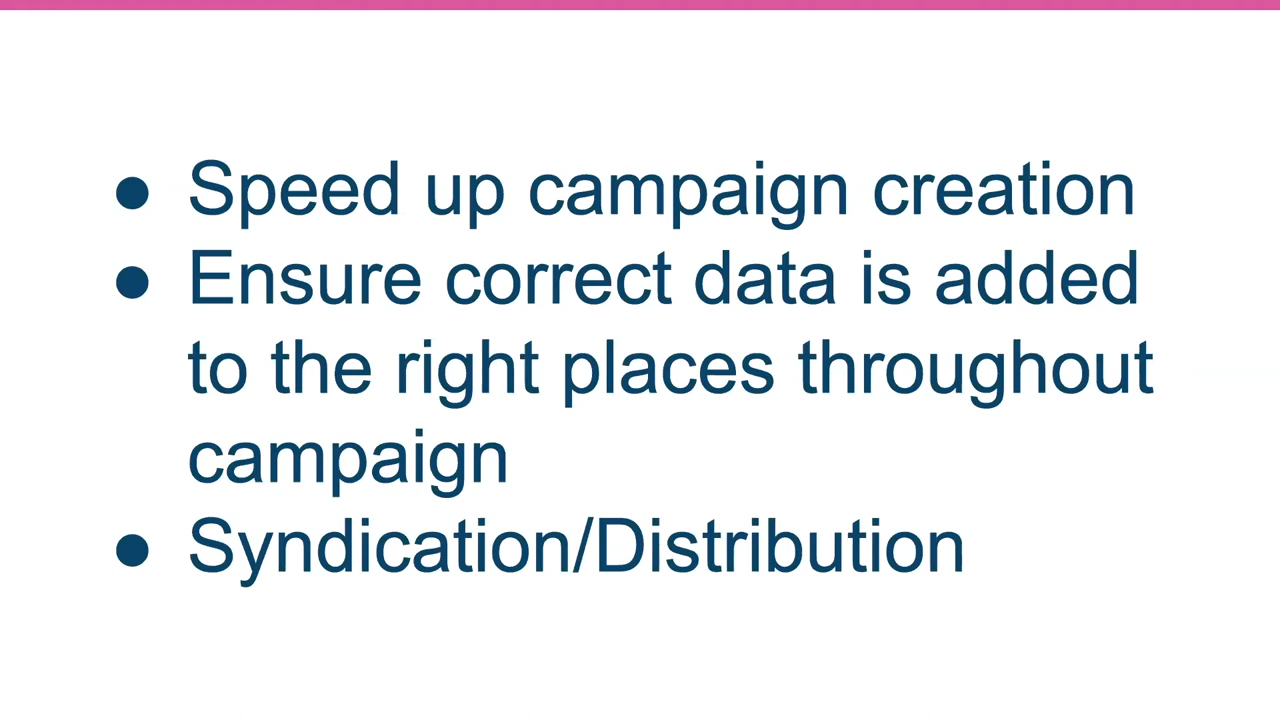 ● Speed up campaign creation
● Ensure correct data is added
to the right places throughout
campaign
● Syndication/Distribution